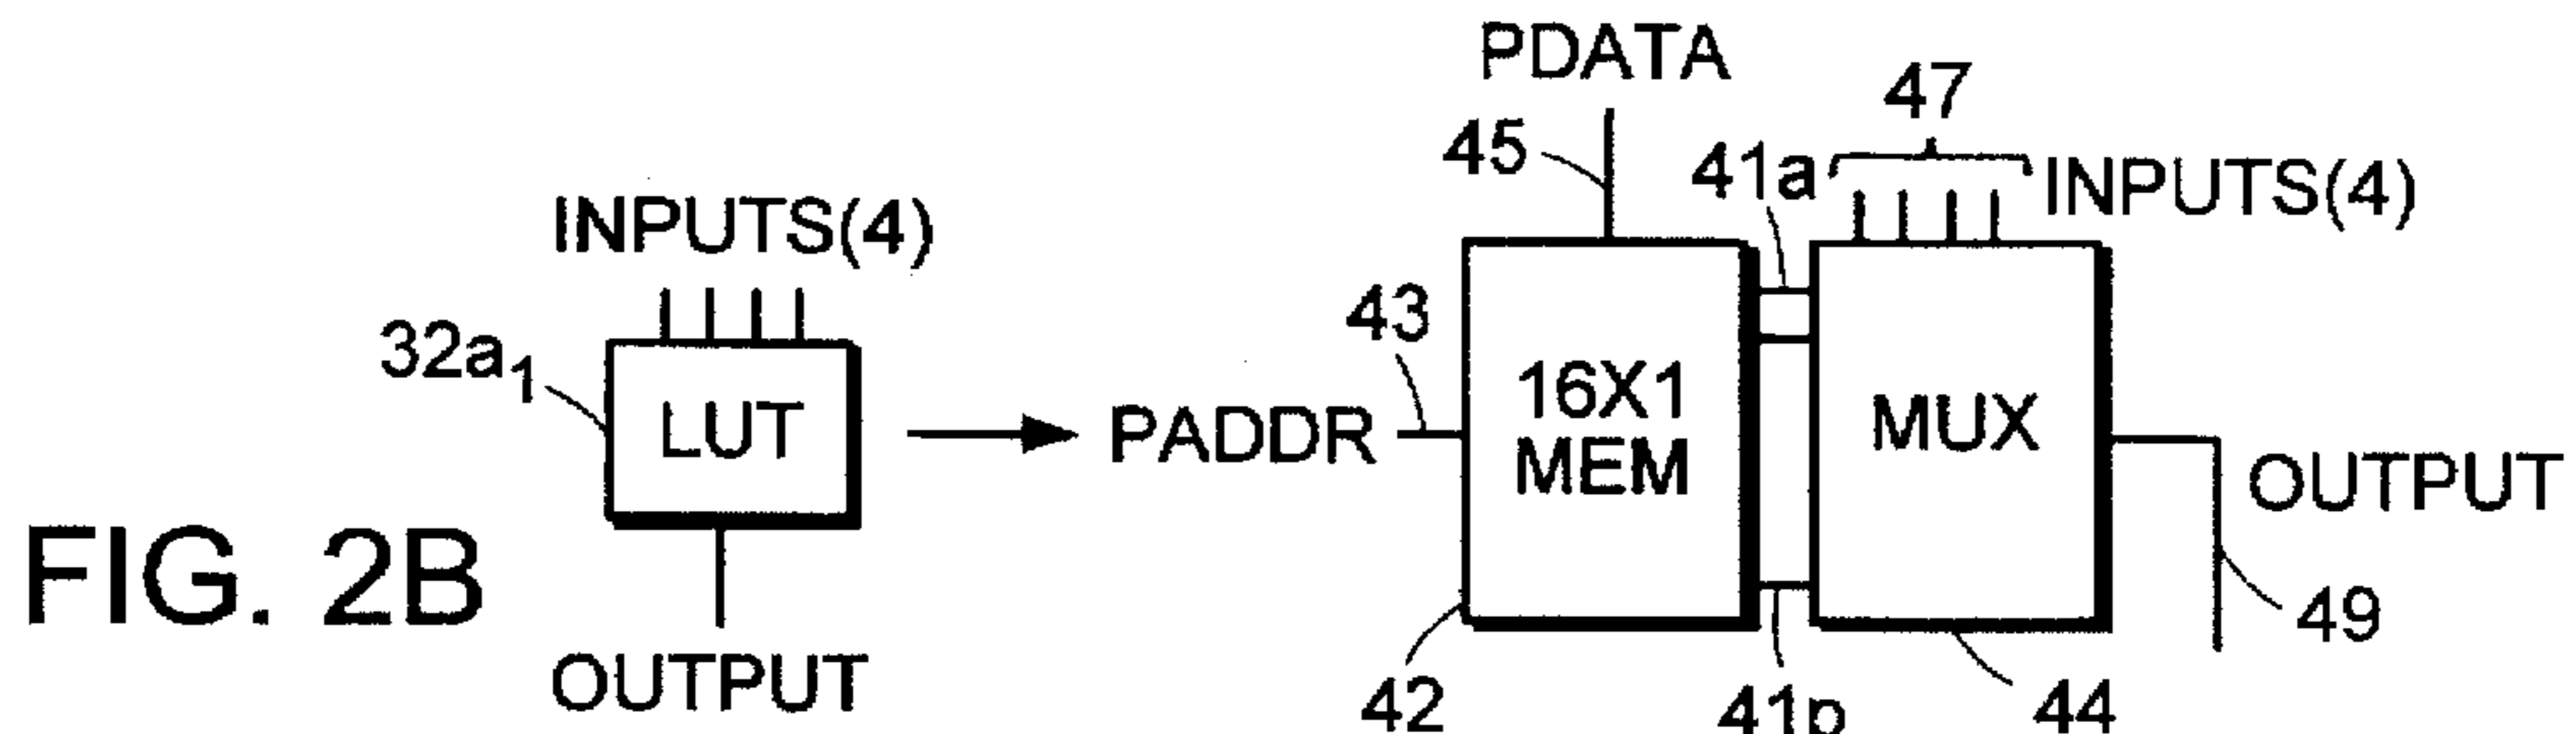 PDATA
47
45
41a
INPUTS(4)
INPUTS(4)
43
32a1
LUT
PADDR
16X1
MEM
MUX
OUTPUT
FIG. 2B
49
OUTPUT
42
41p
44